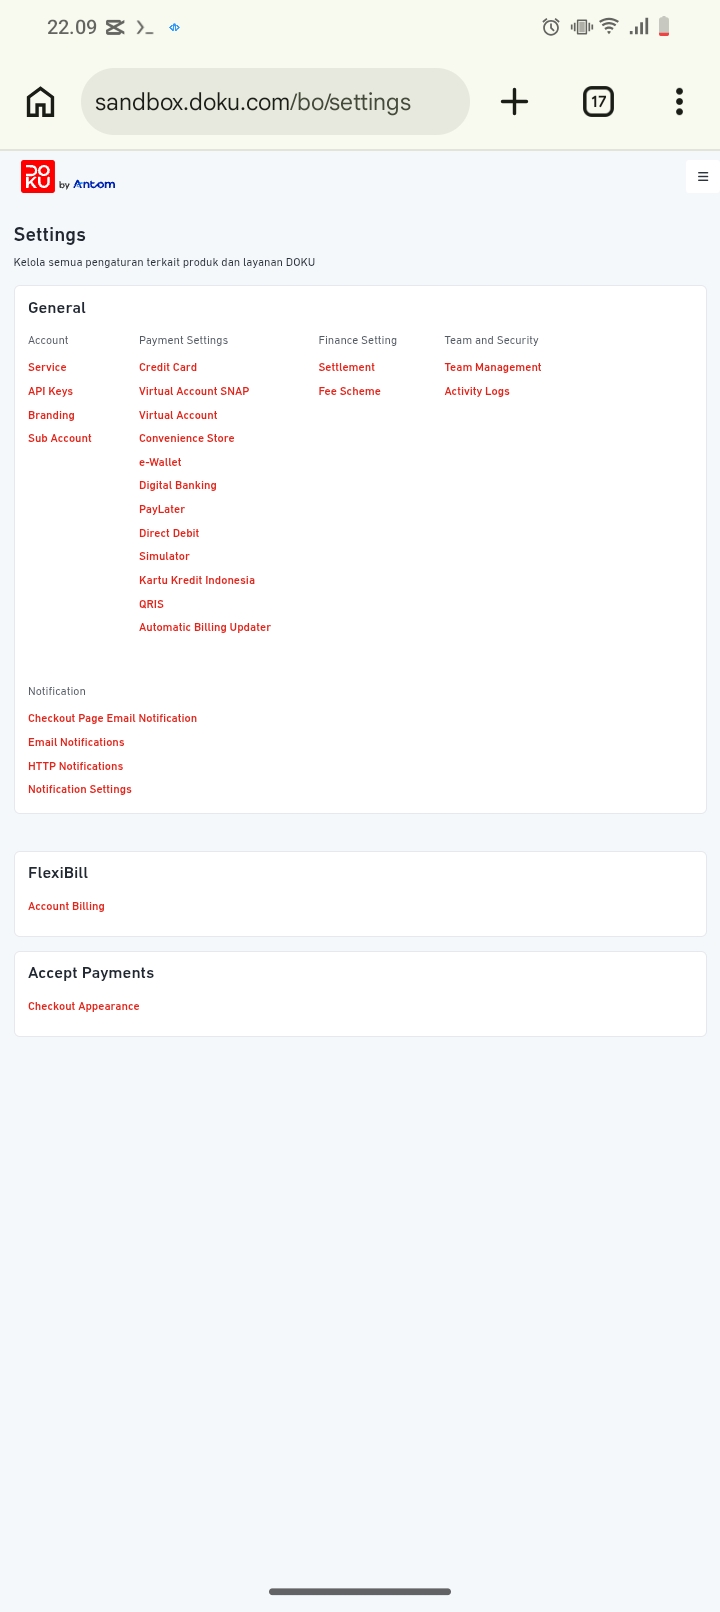 22.09
sandbox.doku.com/bo/settings
17
DOKU by Antom
Settings
Kelola semua pengaturan terkait produk dan layanan DOKU
General
Account
Service
API Keys
Branding
Sub Account
Payment Settings
Credit Card
Virtual Account SNAP
Virtual Account
Convenience Store
e-Wallet
Digital Banking
PayLater
Direct Debit
Simulator
Kartu Kredit Indonesia
QRIS
Automatic Billing Updater
Finance Setting
Settlement
Fee Scheme
Team and Security
Team Management
Activity Logs
Notification
Checkout Page Email Notification
Email Notifications
HTTP Notifications
Notification Settings
FlexiBill
Account Billing
Accept Payments
Checkout Appearance